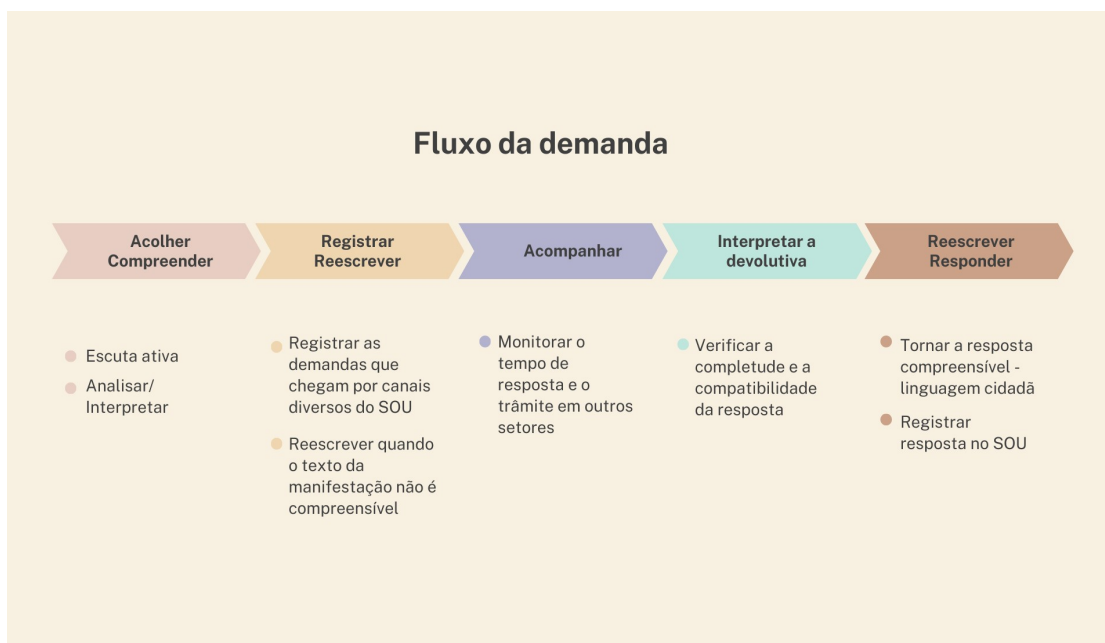 Fluxo da demanda
Acolher
Compreender
Registrar
Reescrever
Acompanhar
Interpretar a
devolutiva
Reescrever
Responder
Escuta ativa
Analisar/
Interpretar
Registrar as
demandas que
chegam por canais
diversos do SOU
Reescrever quando
o texto da
manifestação não é
compreensível
Monitorar o
tempo de
resposta e o
trâmite em outros
setores
Verificar a
completude e a
compatibilidade
da resposta
Tornar a resposta
compreensível -
linguagem cidadã
Registrar
resposta no SOU